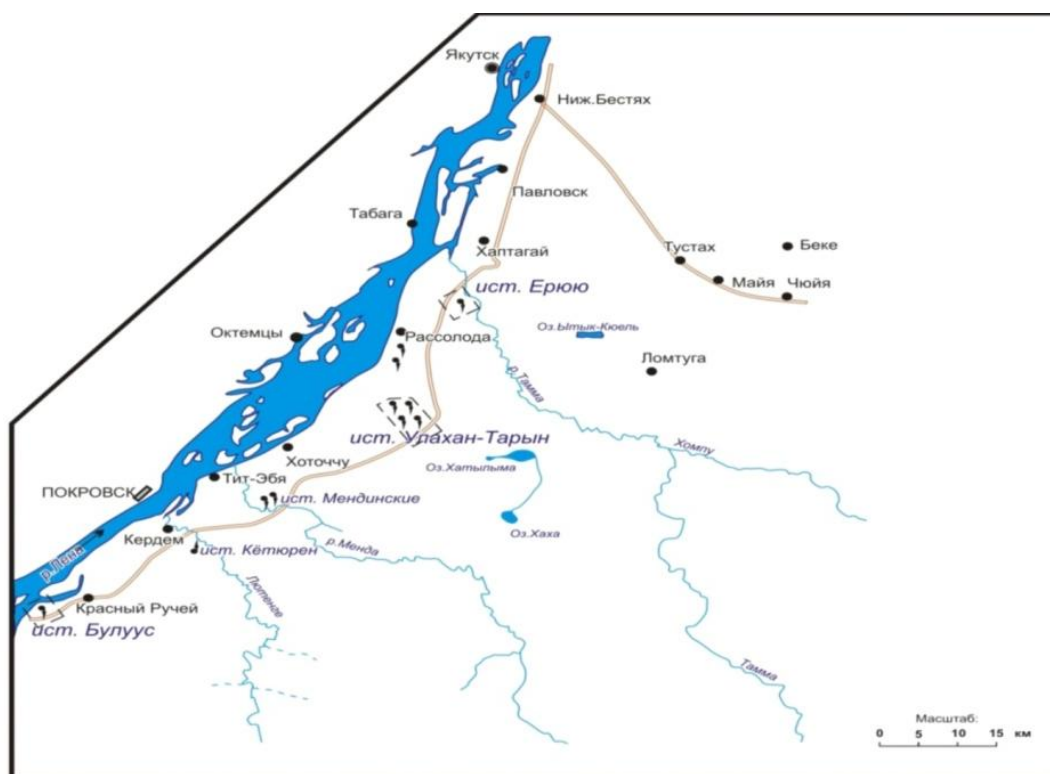 Якутск
Ниж.Бестях
Павловск
Табага
Хаптагай
Тустах
Беке
Майя
Чюйя
ист. Ерюю
Октемцы
Рассолода
Оз.Ытык-Кюель
Ломтуга
р.Тамма
ист. Улахан-Тарын
Хомпу
Хоточчу
Оз.Хатылыма
Тит-Эбя
ПОКРОВСК
ист. Мендинские
Оз.Хаха
Кердем
р.Менда
ист. Кётюрен
р.Лена
Лютенге
Красный Ручей
ист. Булуус
Тамма
Масштаб:
0 5 10 15 км